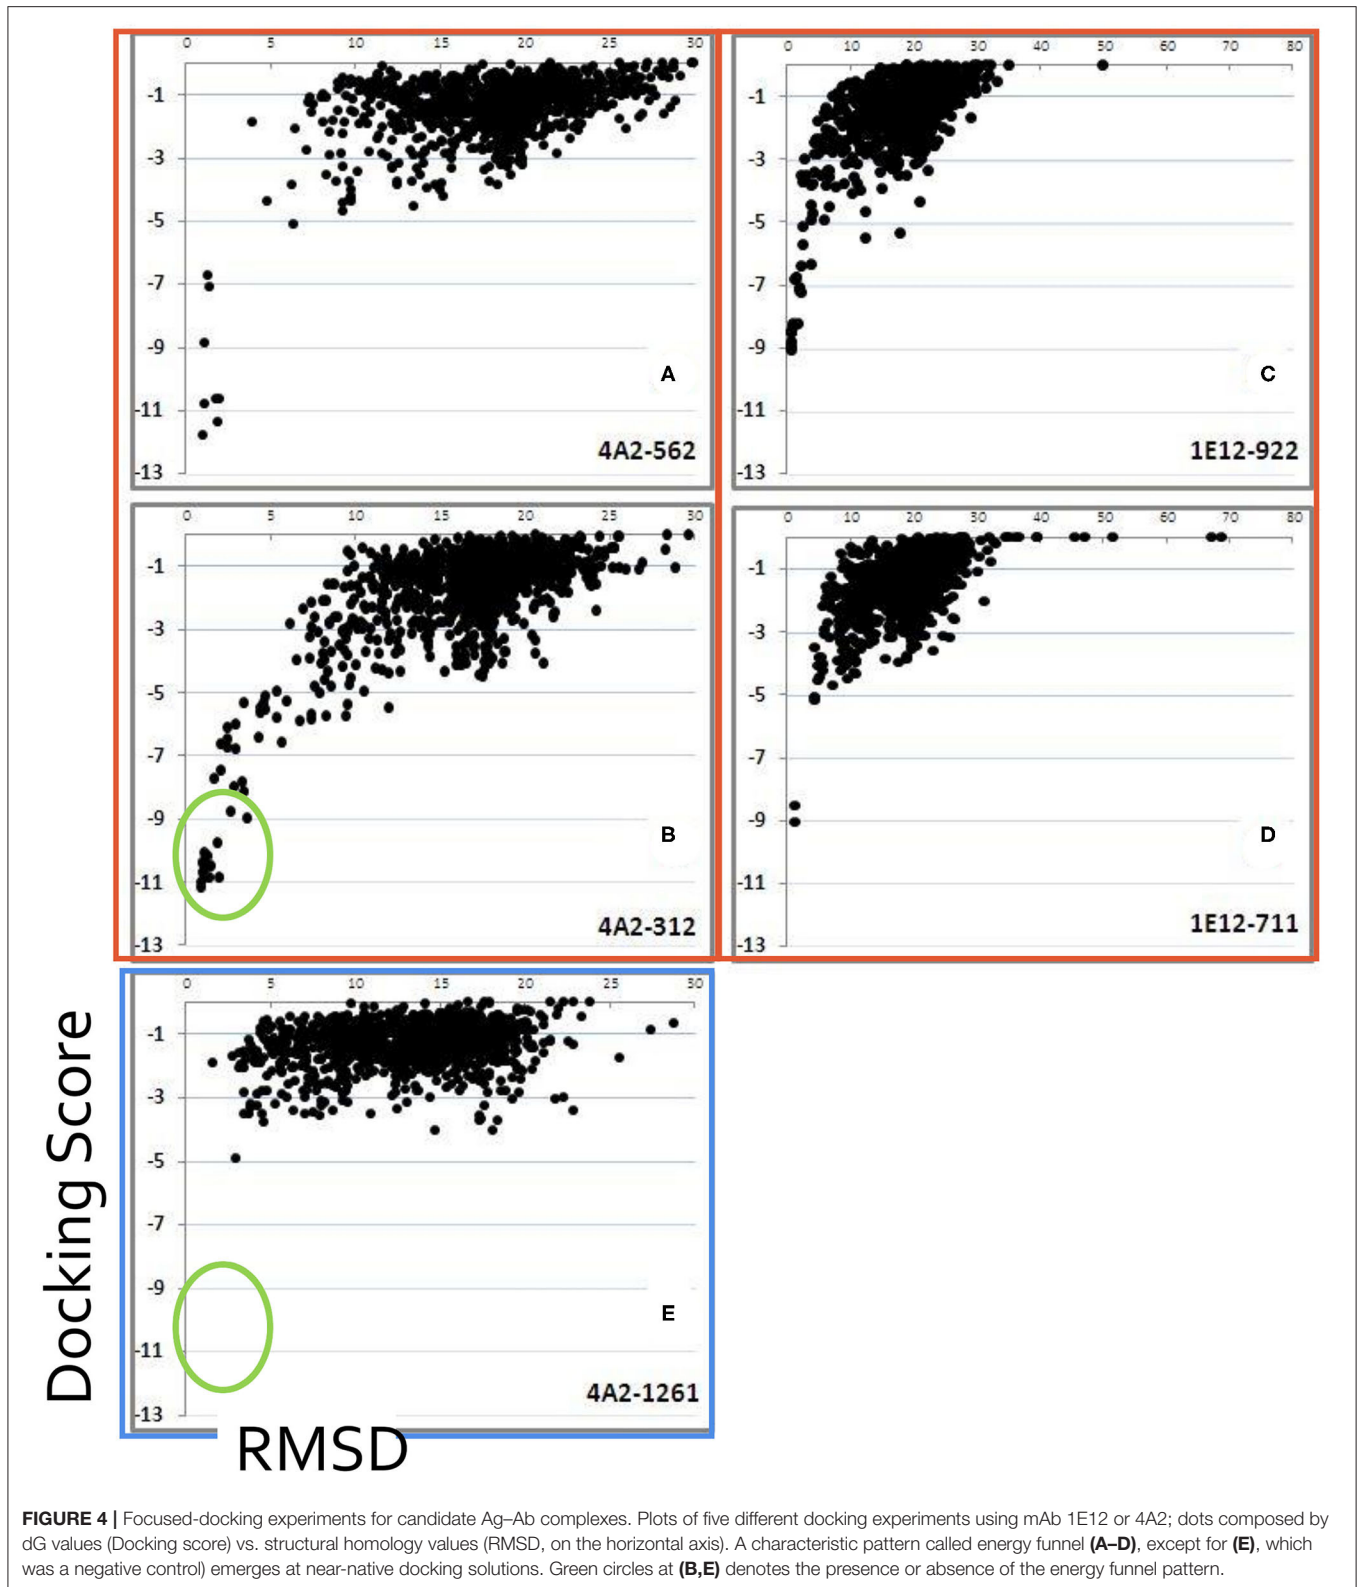 0 5 10 15 20 25 30
-1
-3
-5
-7
-9
-11
-13
A
4A2-562
0 10 20 30 40 50 60 70 80
-1
-3
-5
-7
-9
-11
-13
C
1E12-922
0 5 10 15 20 25 30
-1
-3
-5
-7
-9
-11
-13
B
4A2-312
0 10 20 30 40 50 60 70 80
-1
-3
-5
-7
-9
-11
-13
D
1E12-711
0 5 10 15 20 25 30
-1
-3
-5
-7
-9
-11
-13
E
4A2-1261
Docking Score
RMSD
FIGURE 4 | Focused-docking experiments for candidate Ag–Ab complexes. Plots of five different docking experiments using mAb 1E12 or 4A2; dots composed by
dG values (Docking score) vs. structural homology values (RMSD, on the horizontal axis). A characteristic pattern called energy funnel (A–D), except for (E), which
was a negative control) emerges at near-native docking solutions. Green circles at (B,E) denotes the presence or absence of the energy funnel pattern.